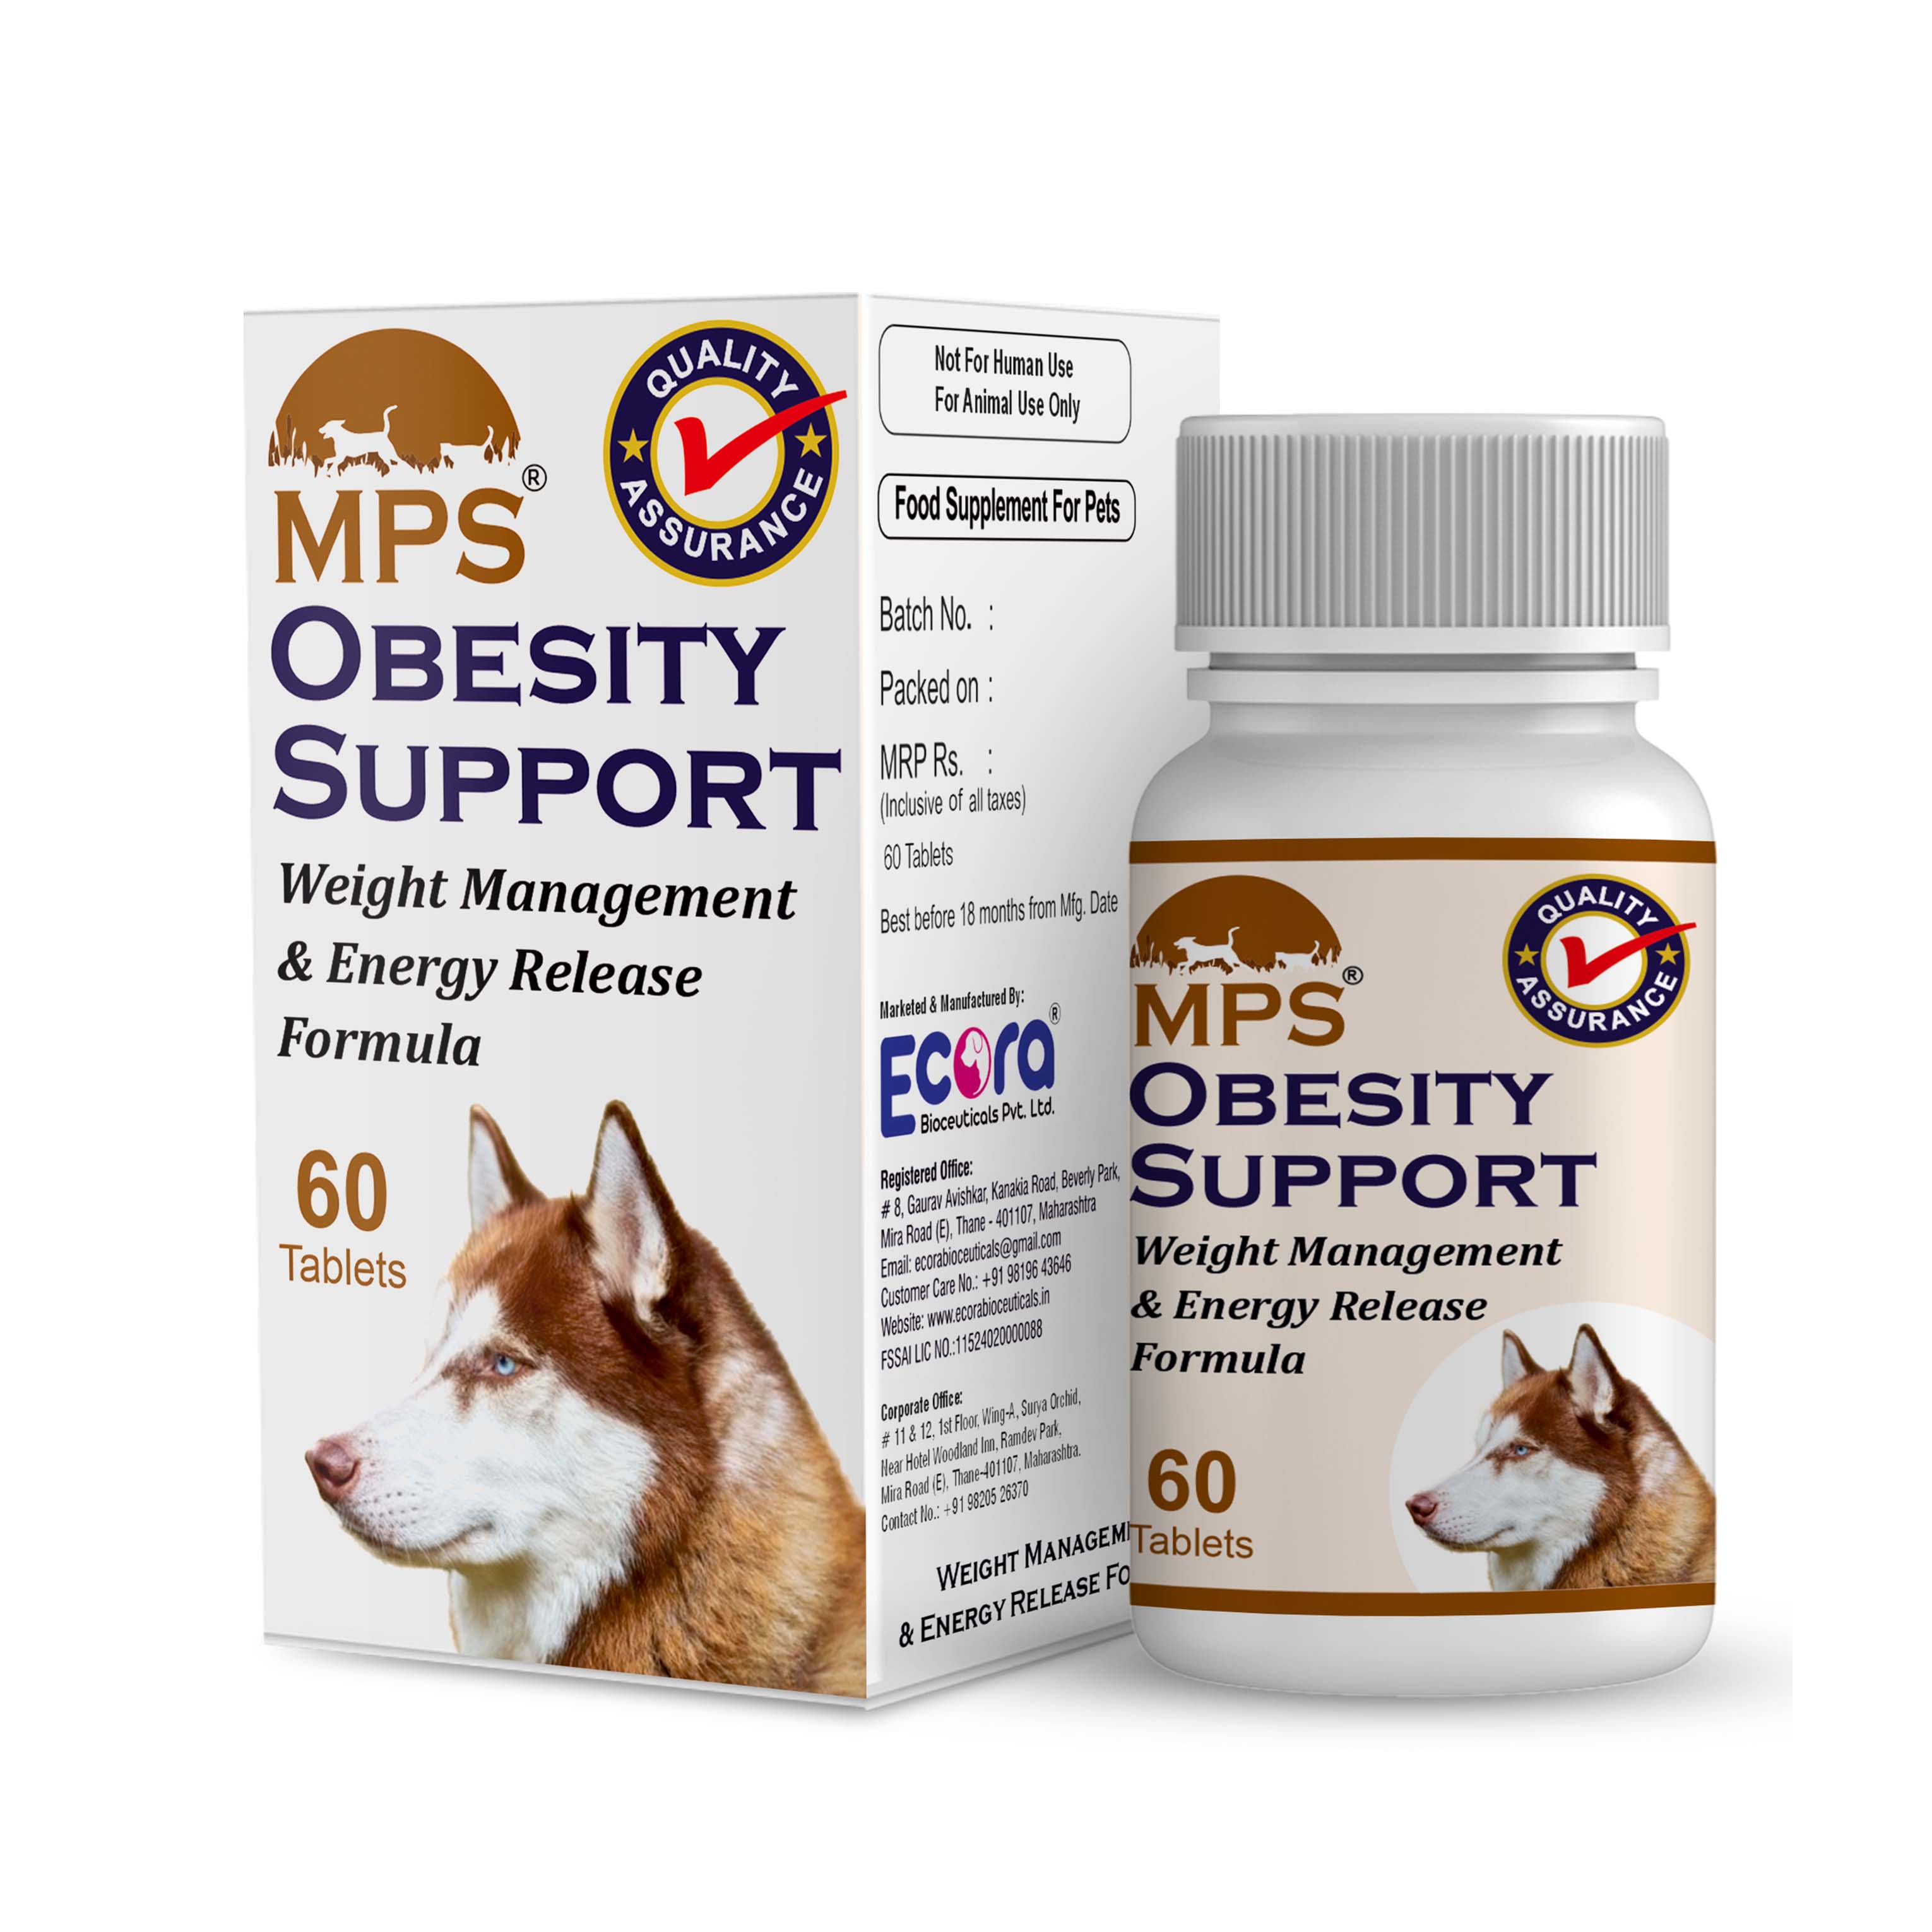 MPS®
QUALITY
ASSURANCE
OBESITY
SUPPORT
Weight Management
& Energy Release
Formula
60
Tablets
Not For Human Use
For Animal Use Only
Food Supplement For Pets
Batch No. :
Packed on :
MRP Rs. :
(Inclusive of all taxes)
60 Tablets
Best before 18 months from Mfg. Date
Marketed & Manufactured By:
Ecora®
Bioceuticals Pvt. Ltd.
Registered Office:
# 8, Gaurav Avishkar, Kanakia Road, Beverly Park,
Mira Road (E), Thane - 401107, Maharashtra
Email: ecorabioceuticals@gmail.com
Customer Care No.: +91 98196 43646
Website: www.ecorabioceuticals.in
FSSAI LIC NO.:11524020000088
Corporate Office:
# 11 & 12, 1st Floor, Wing-A, Surya Orchid,
Near Hotel Woodland Inn, Ramdev Park,
Mira Road (E), Thane-401107, Maharashtra.
Contact No.: +91 98205 26370
WEIGHT MANAGEM
& ENERGY RELEASE FO
MPS®
QUALITY
ASSURANCE
OBESITY
SUPPORT
Weight Management
& Energy Release
Formula
60
Tablets